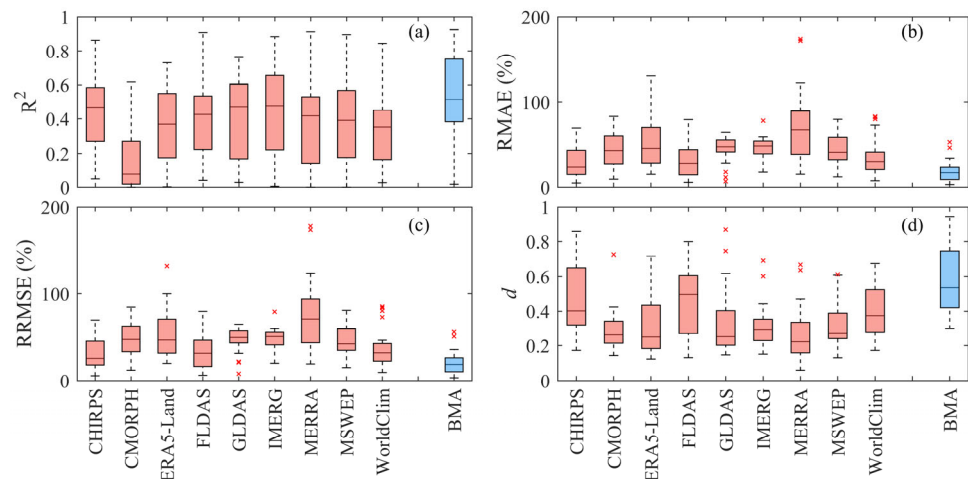 (a)
R²
1
0.8
0.6
0.4
0.2
0
(b)
RMAE (%)
200
100
0
(c)
RRMSE (%)
200
100
0
CHIRPS
CMORPH
ERA5-Land
FLDAS
GLDAS
IMERG
MERRA
MSWEP
WorldClim
BMA
(d)
d
1
0.8
0.6
0.4
0.2
0
CHIRPS
CMORPH
ERA5-Land
FLDAS
GLDAS
IMERG
MERRA
MSWEP
WorldClim
BMA